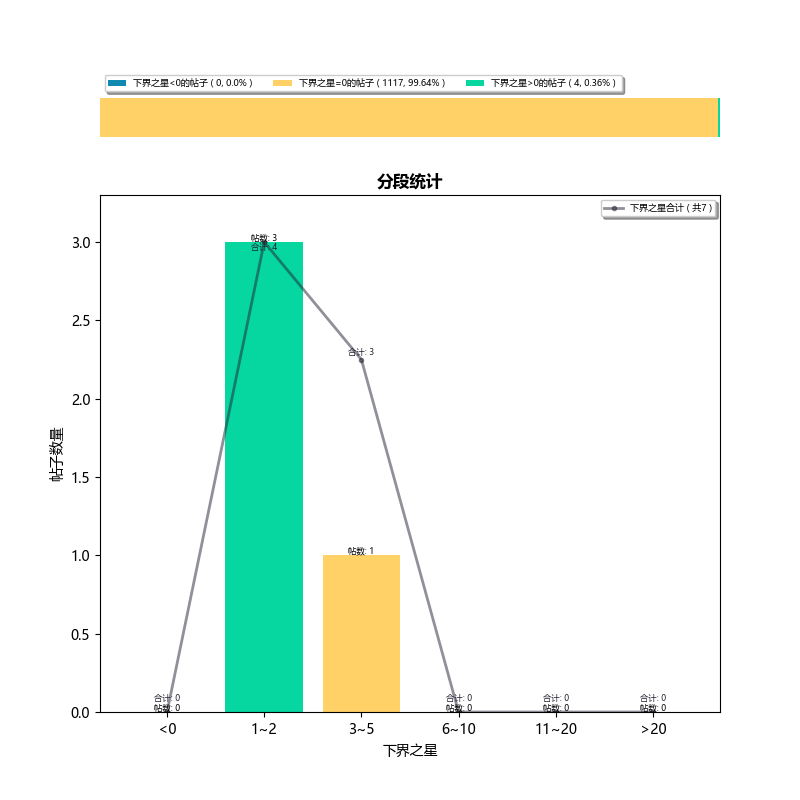 下界之星<0的帖子 ( 0, 0.0% ) 下界之星=0的帖子 ( 1117, 99.64% ) 下界之星>0的帖子 ( 4, 0.36% )
分段统计
下界之星合计 ( 共7 )
3.0
2.5
2.0
1.5
1.0
0.5
0.0
帖子数量
帖数: 3
合计: 4
合计: 3
帖数: 1
合计: 0
帖数: 0
合计: 0
帖数: 0
合计: 0
帖数: 0
合计: 0
帖数: 0
<0 1~2 3~5 6~10 11~20 >20
下界之星